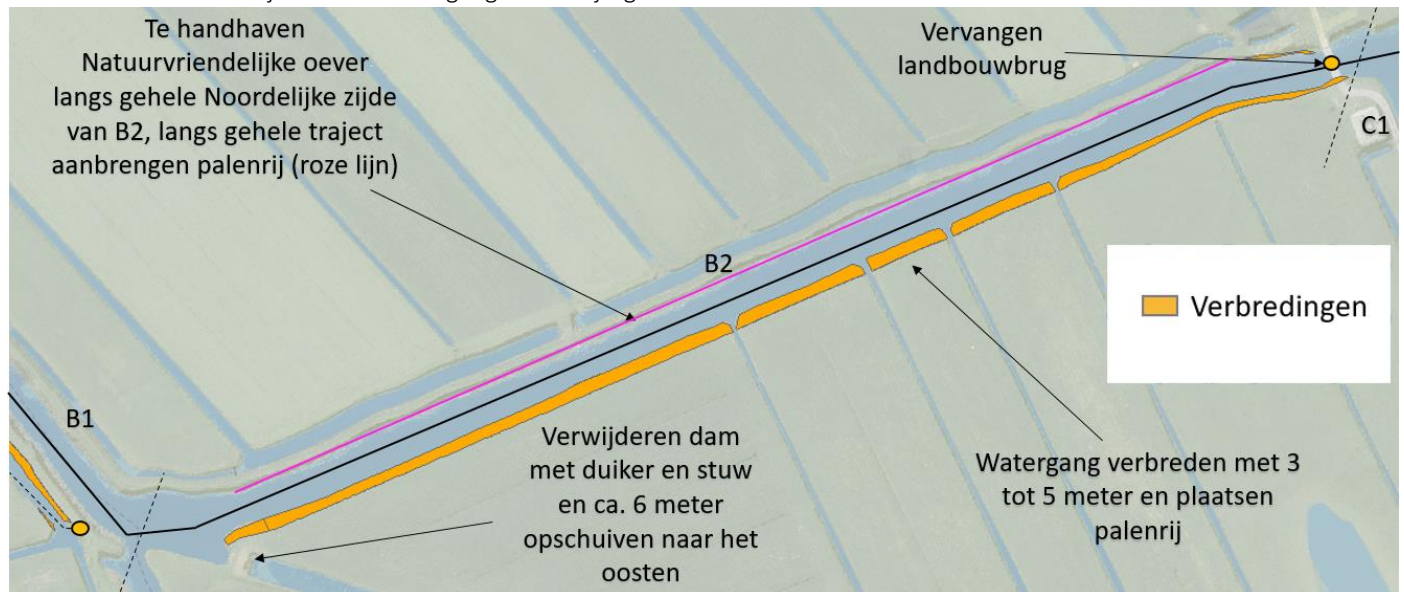 Te handhaven
Natuurvriendelijke oever
langs gehele Noordelijke zijde
van B2, langs gehele traject
aanbrengen palenrij (roze lijn)
Vervangen
landbouwbrug
C1
B2
Verbredingen
B1
Verwijderen dam
met duiker en stuw
en ca. 6 meter
opschuiven naar het
oosten
Watergang verbreden met 3
tot 5 meter en plaatsen
palenrij